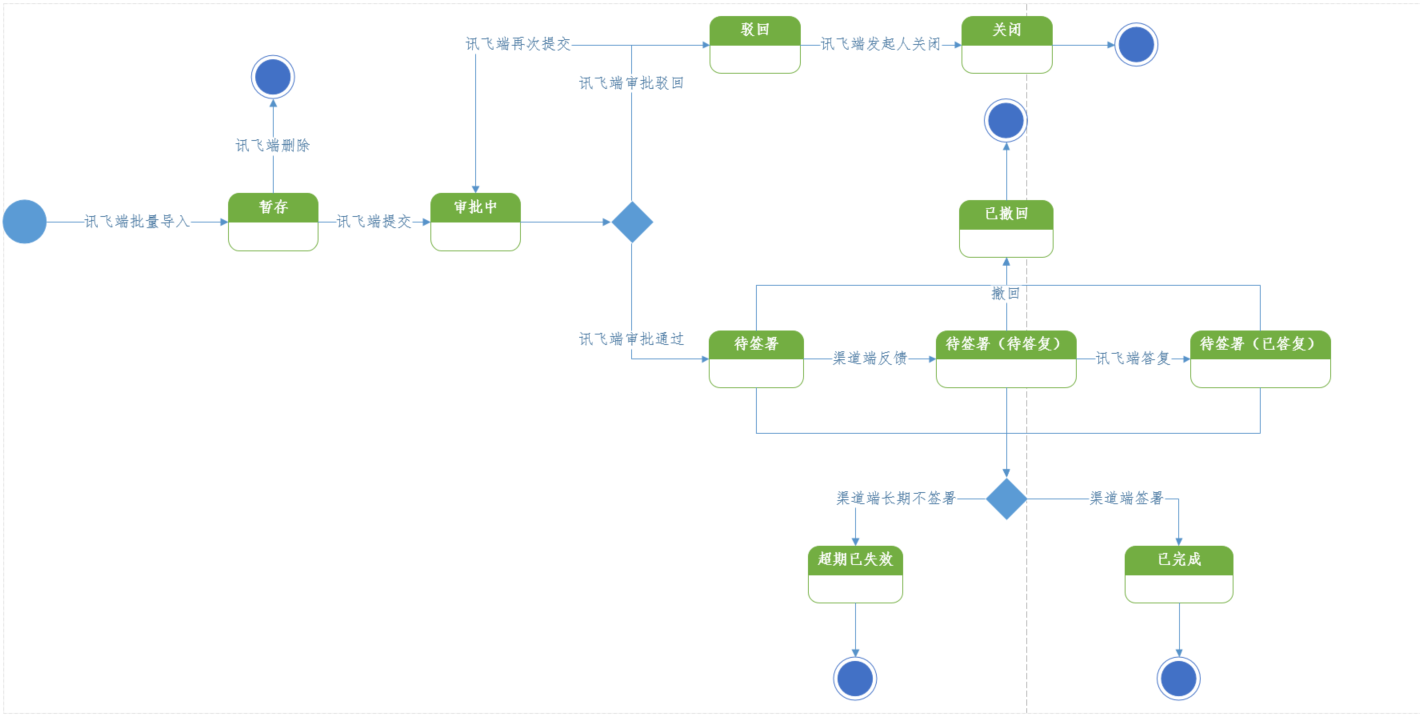 驳回
关闭
讯飞端再次提交
讯飞端发起人关闭
讯飞端审批驳回
讯飞端删除
暂存
审批中
已撤回
讯飞端批量导入
讯飞端提交
撤回
讯飞端审批通过
待签署
待签署（待答复）
待签署（已答复）
渠道端反馈
讯飞端答复
渠道端长期不签署
渠道端签署
超期已失效
已完成